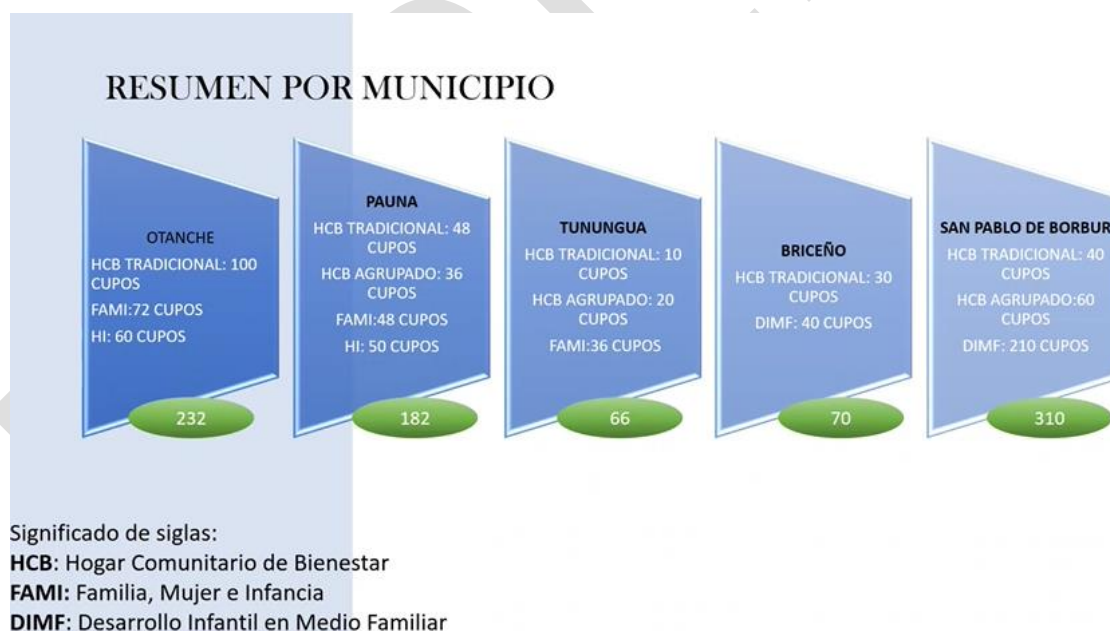 RESUMEN POR MUNICIPIO
OTANCHE
HCB TRADICIONAL: 100
CUPOS
FAMI:72 CUPOS
HI: 60 CUPOS
232
PAUNA
HCB TRADICIONAL: 48
CUPOS
HCB AGRUPADO: 36
CUPOS
FAMI:48 CUPOS
HI: 50 CUPOS
182
TUNUNGUA
HCB TRADICIONAL: 10
CUPOS
HCB AGRUPADO: 20
CUPOS
FAMI:36 CUPOS
66
BRICEÑO
HCB TRADICIONAL: 30
CUPOS
DIMF: 40 CUPOS
70
SAN PABLO DE BORBUR
HCB TRADICIONAL: 40
CUPOS
HCB AGRUPADO:60
CUPOS
DIMF: 210 CUPOS
310
Significado de siglas:
HCB: Hogar Comunitario de Bienestar
FAMI: Familia, Mujer e Infancia
DIMF: Desarrollo Infantil en Medio Familiar